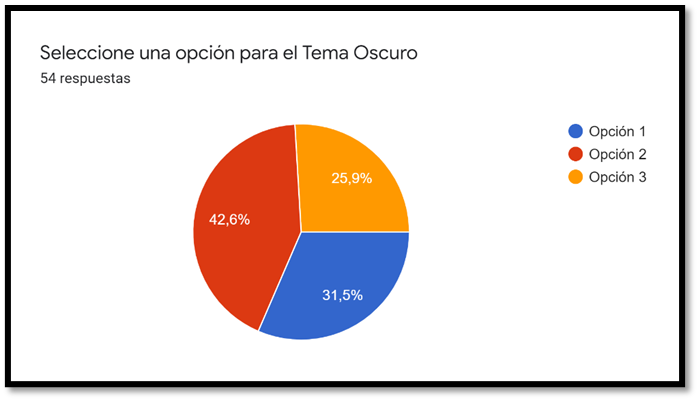 Seleccione una opción para el Tema Oscuro
54 respuestas
Opción 1
Opción 2
Opción 3
25,9%
42,6%
31,5%